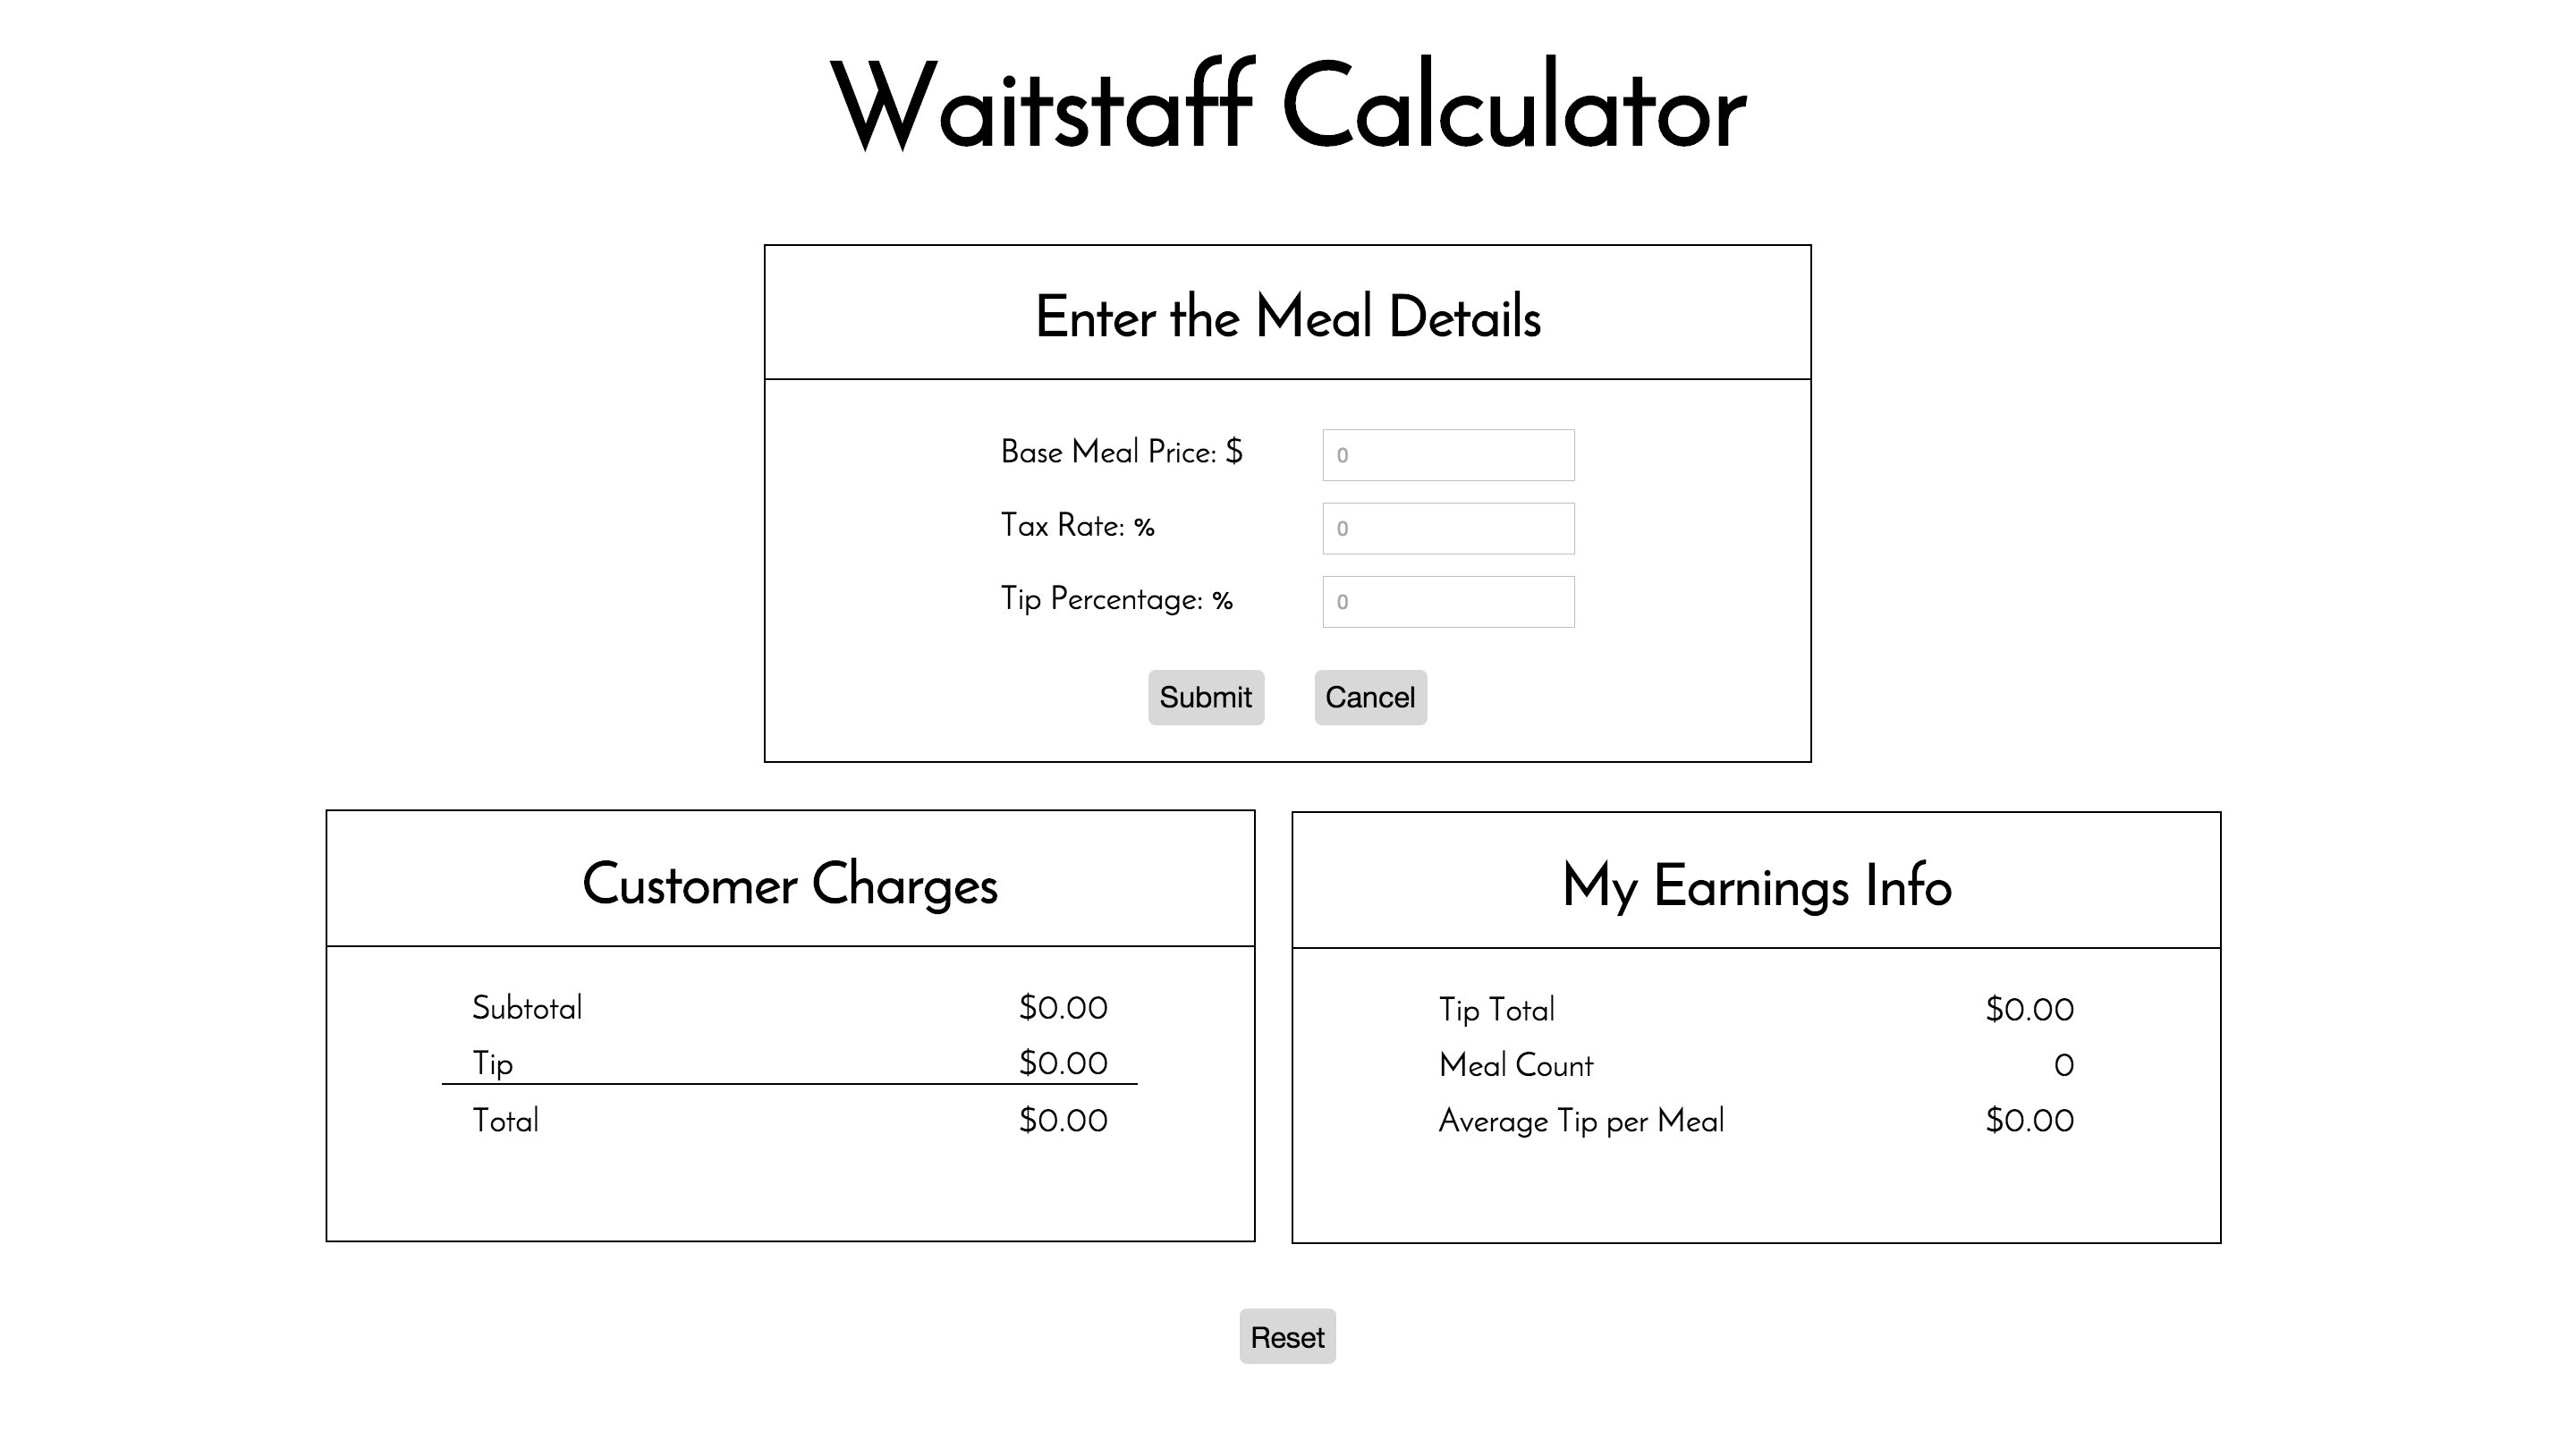 Waitstaff Calculator
Enter the Meal Details
Base Meal Price: $ 0
Tax Rate: % 0
Tip Percentage: % 0
Submit Cancel
Customer Charges
Subtotal $0.00
Tip $0.00
Total $0.00
My Earnings Info
Tip Total $0.00
Meal Count 0
Average Tip per Meal $0.00
Reset